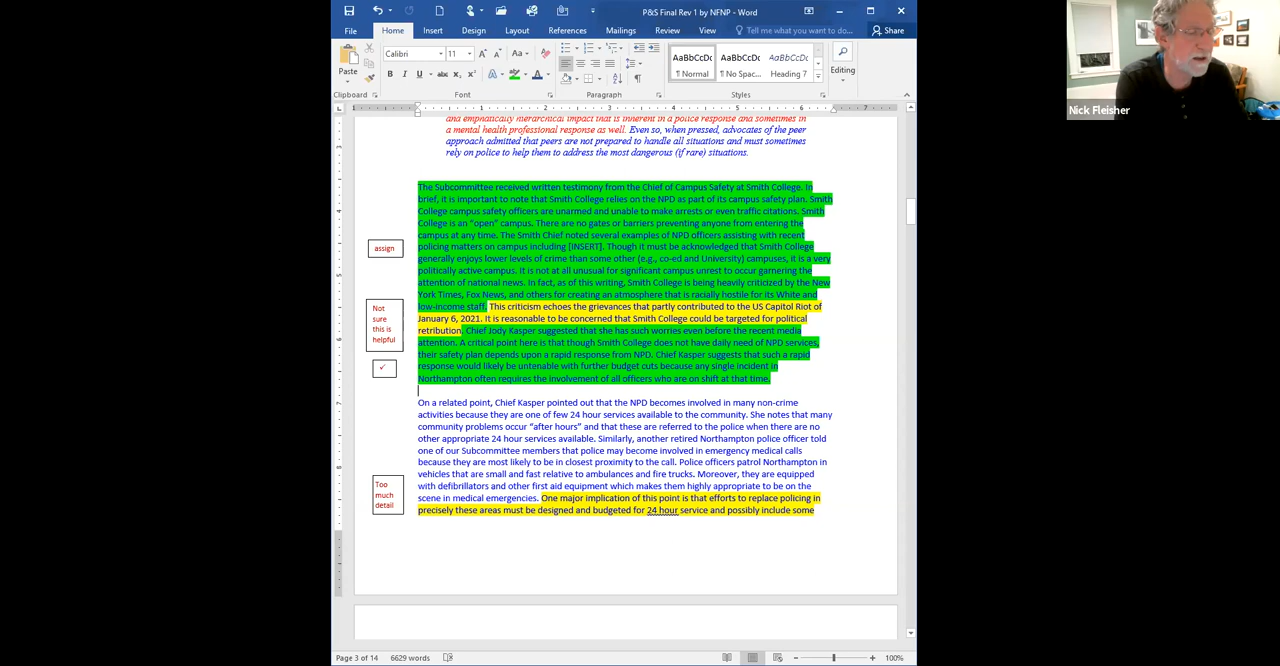 P&S Final Rev 1 by NFNP - Word
File Home Insert Design Layout References Mailings Review View Tell me what you want to do... Share
Paste
Calibri 11
Aa
B I U abc x₂ x² A
AaBbCcDc AaBbCcDc AaBbCcDc
¶ Normal ¶ No Spac... Heading 7
Editing
Clipboard Font Paragraph Styles
Nick Fleisher
and emphatically hierarchical impact that is inherent in a police response and sometimes in
a mental health professional response as well. Even so, when pressed, advocates of the peer
approach admitted that peers are not prepared to handle all situations and must sometimes
rely on police to help them to address the most dangerous (if rare) situations.
The Subcommittee received written testimony from the Chief of Campus Safety at Smith College. In
brief, it is important to note that Smith College relies on the NPD as part of its campus safety plan. Smith
College campus safety officers are unarmed and unable to make arrests or even traffic citations. Smith
College is an “open” campus. There are no gates or barriers preventing anyone from entering the
campus at any time. The Smith Chief noted several examples of NPD officers assisting with recent
policing matters on campus including [INSERT]. Though it must be acknowledged that Smith College
generally enjoys lower levels of crime than some other (e.g., co-ed and University) campuses, it is a very
politically active campus. It is not at all unusual for significant campus unrest to occur garnering the
attention of national news. In fact, as of this writing, Smith College is being heavily criticized by the New
York Times, Fox News, and others for creating an atmosphere that is racially hostile for its White and
low-income staff. This criticism echoes the grievances that partly contributed to the US Capitol Riot of
January 6, 2021. It is reasonable to be concerned that Smith College could be targeted for political
retribution. Chief Jody Kasper suggested that she has such worries even before the recent media
attention. A critical point here is that though Smith College does not have daily need of NPD services,
their safety plan depends upon a rapid response from NPD. Chief Kasper suggests that such a rapid
response would likely be untenable with further budget cuts because any single incident in
Northampton often requires the involvement of all officers who are on shift at that time.
assign
Not
sure
this is
helpful
✓
On a related point, Chief Kasper pointed out that the NPD becomes involved in many non-crime
activities because they are one of few 24 hour services available to the community. She notes that many
community problems occur “after hours” and that these are referred to the police when there are no
other appropriate 24 hour services available. Similarly, another retired Northampton police officer told
one of our Subcommittee members that police may become involved in emergency medical calls
because they are most likely to be in closest proximity to the call. Police officers patrol Northampton in
vehicles that are small and fast relative to ambulances and fire trucks. Moreover, they are equipped
with defibrillators and other first aid equipment which makes them highly appropriate to be on the
scene in medical emergencies. One major implication of this point is that efforts to replace policing in
precisely these areas must be designed and budgeted for 24 hour service and possibly include some
Too
much
detail
Page 3 of 14 6629 words 100%